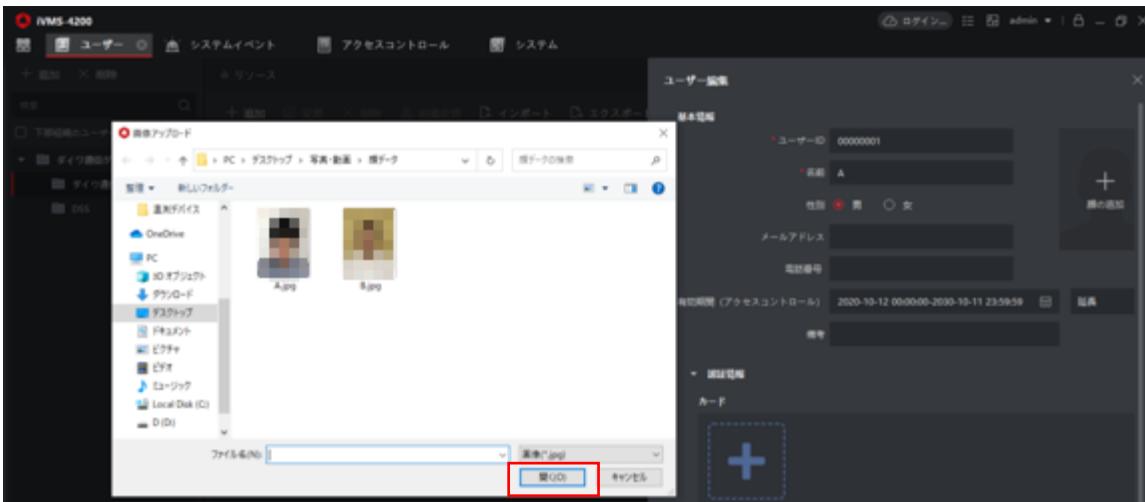 iVMS-4200
ログイン... admin
ユーザー システムイベント アクセスコントロール システム
+ 追加 × 削除
リソース
ユーザー編集
検索
+ 追加
インポート
基本情報
画像アップロード
* ユーザーID 00000001
PC › デスクトップ › 写真・動画 › 顔データ
顔データの検索
* 名前 A
顔の追加
整理 新しいフォルダー
性別 男 女
OneDrive
メールアドレス
DSS
PC
3D オブジェクト
電話番号
ダウンロード
A.jpg B.jpg
デスクトップ
有効期間 (アクセスコントロール) 2020-10-12 00:00:00-2030-10-11 23:59:59 延長
ドキュメント
ピクチャ
備考
ビデオ
認証情報
ミュージック
カード
Local Disk (C:)
D (D:)
ファイル名(N):
画像(*.jpg)
開く(O) キャンセル